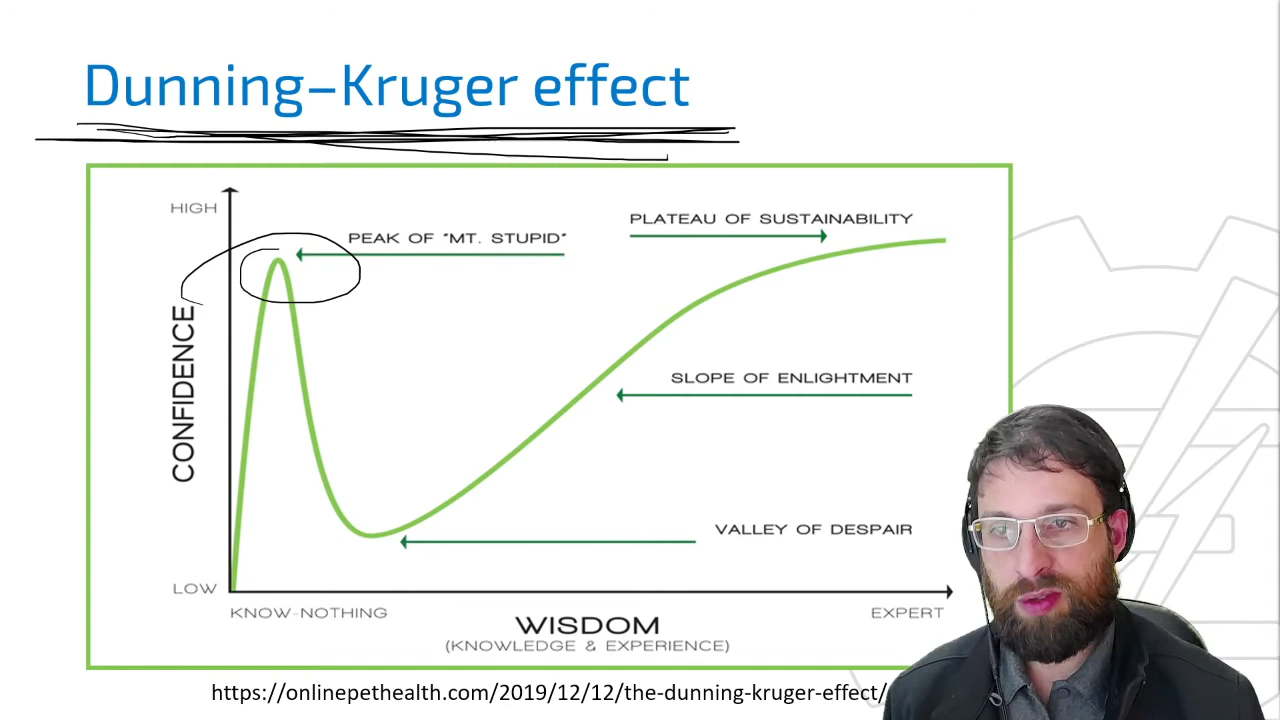 Dunning–Kruger effect
HIGH
PEAK OF "MT. STUPID"
PLATEAU OF SUSTAINABILITY
CONFIDENCE
SLOPE OF ENLIGHTMENT
VALLEY OF DESPAIR
LOW
KNOW-NOTHING
WISDOM
EXPERT
(KNOWLEDGE & EXPERIENCE)
https://onlinepethealth.com/2019/12/12/the-dunning-kruger-effect/